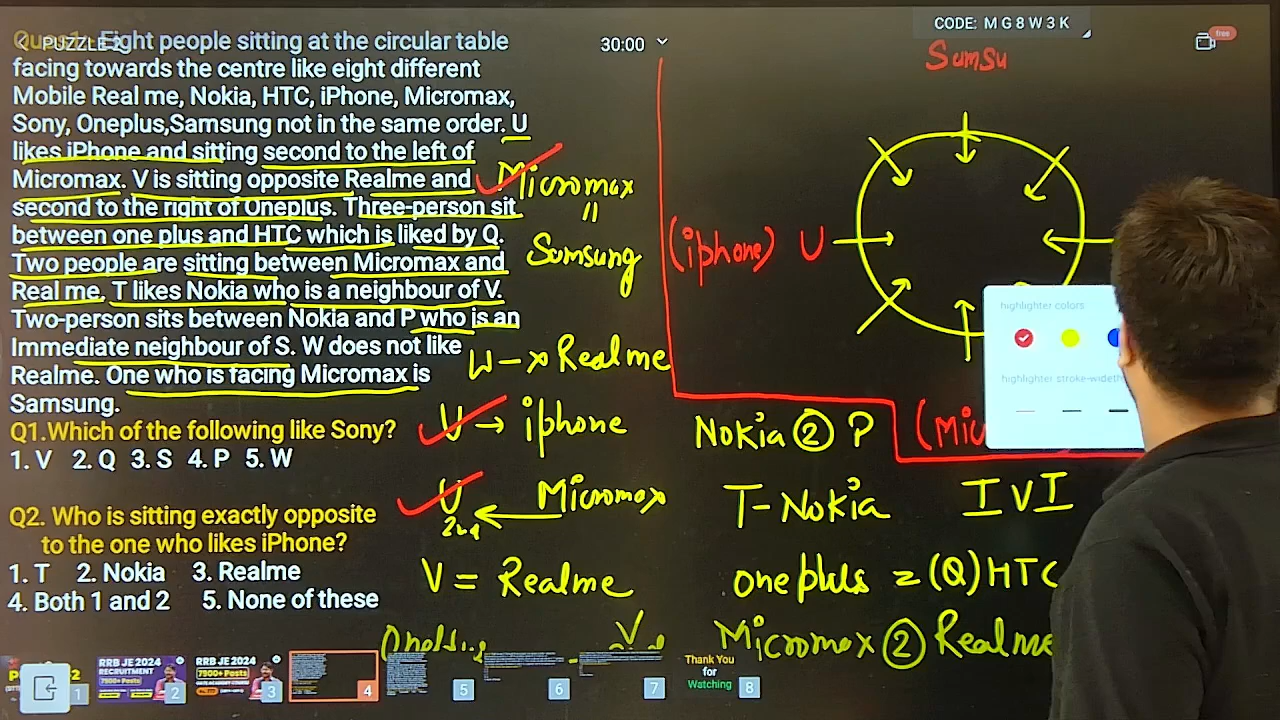 CODE: M G 8 W 3 K
PUZZLE 2
30:00
free
Eight people sitting at the circular table
facing towards the centre like eight different
Mobile Real me, Nokia, HTC, iPhone, Micromax,
Sony, Oneplus,Samsung not in the same order. U
likes iPhone and sitting second to the left of
Micromax. V is sitting opposite Realme and
second to the right of Oneplus. Three-person sit
between one plus and HTC which is liked by Q.
Two people are sitting between Micromax and
Real me. T likes Nokia who is a neighbour of V.
Two-person sits between Nokia and P who is an
Immediate neighbour of S. W does not like
Realme. One who is facing Micromax is
Samsung.
Q1.Which of the following like Sony?
1. V 2. Q 3. S 4. P 5. W
Q2. Who is sitting exactly opposite
to the one who likes iPhone?
1. T 2. Nokia 3. Realme
4. Both 1 and 2 5. None of these
Micromax
=
Samsung
W - x Realme
U → iphone
U ← Micromax
2nd
V = Realme
V
Samsu
(iphone) U
highlighter colors
highlighter stroke-width
(Mic
Nokia ② P
T-Nokia
one plus = (Q) HTC
Micromax ② Realme
1
RRB JE 2024
RECRUITMENT
7900+ Posts
2
RRB JE 2024
7900+ Posts
3
4
5
6
7
Thank You
for
Watching
8